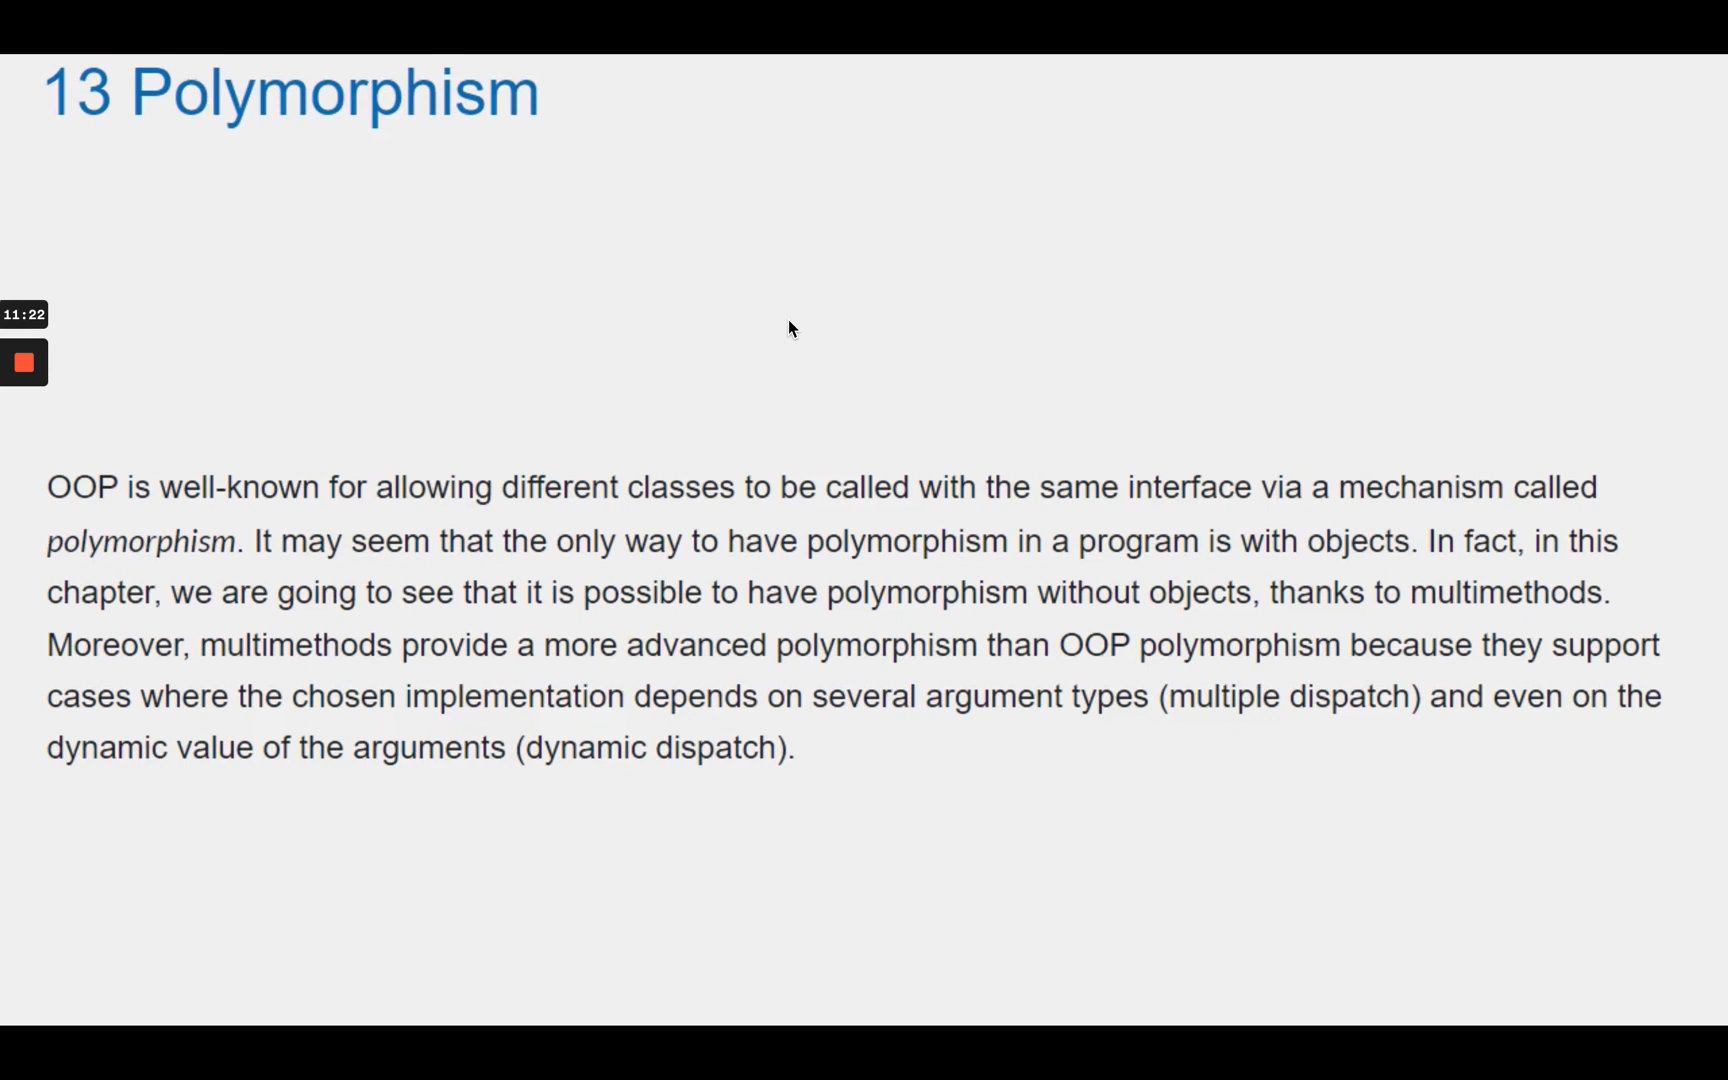 13 Polymorphism
11:22
OOP is well-known for allowing different classes to be called with the same interface via a mechanism called
polymorphism. It may seem that the only way to have polymorphism in a program is with objects. In fact, in this
chapter, we are going to see that it is possible to have polymorphism without objects, thanks to multimethods.
Moreover, multimethods provide a more advanced polymorphism than OOP polymorphism because they support
cases where the chosen implementation depends on several argument types (multiple dispatch) and even on the
dynamic value of the arguments (dynamic dispatch).